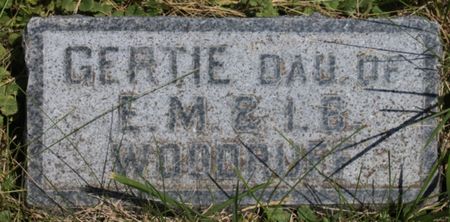 GERTIE DAU. OF
E. M. & I. B.